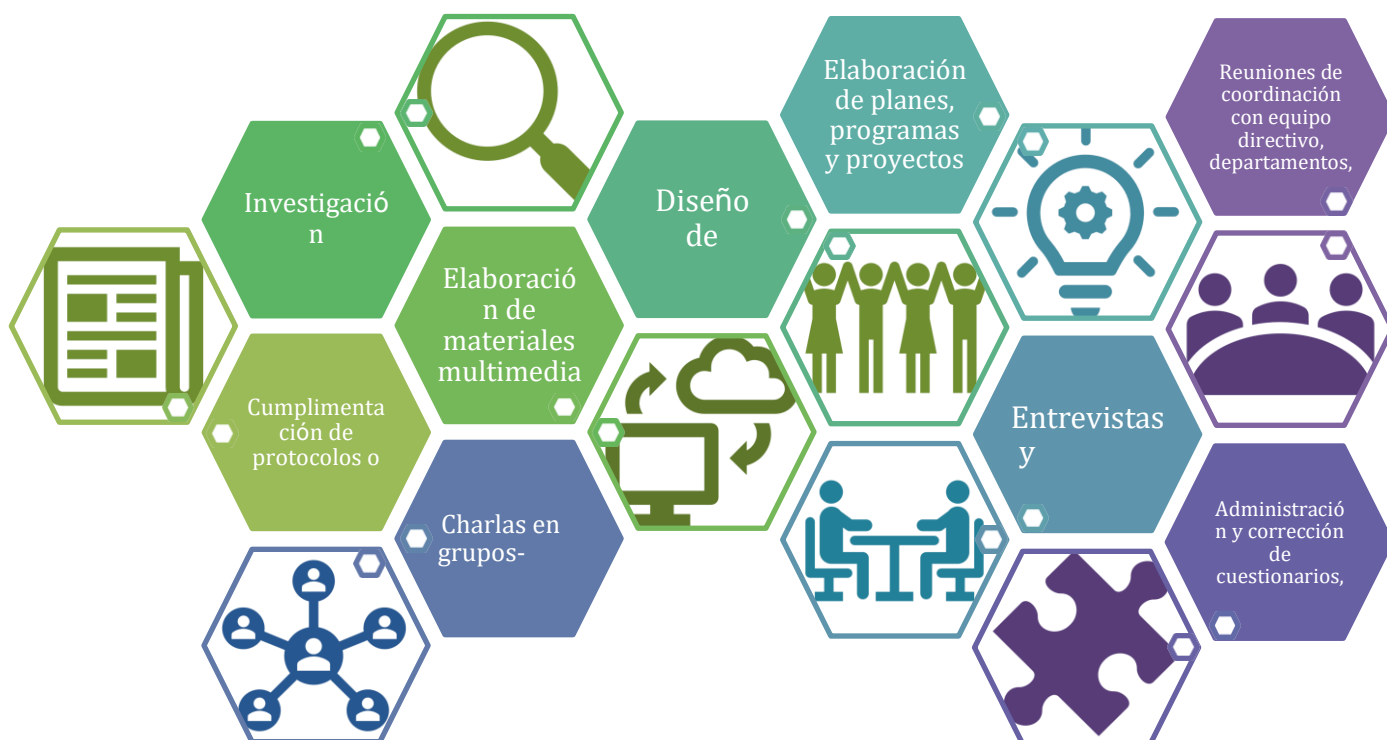 Investigació
n
Elaboració
n de
materiales
multimedia
Cumplimenta
ción de
protocolos o
Charlas en
grupos-
Diseño
de
Elaboración
de planes,
programas
y proyectos
Entrevistas
y
Reuniones de
coordinación
con equipo
directivo,
departamentos,
Administració
n y corrección
de
cuestionarios,